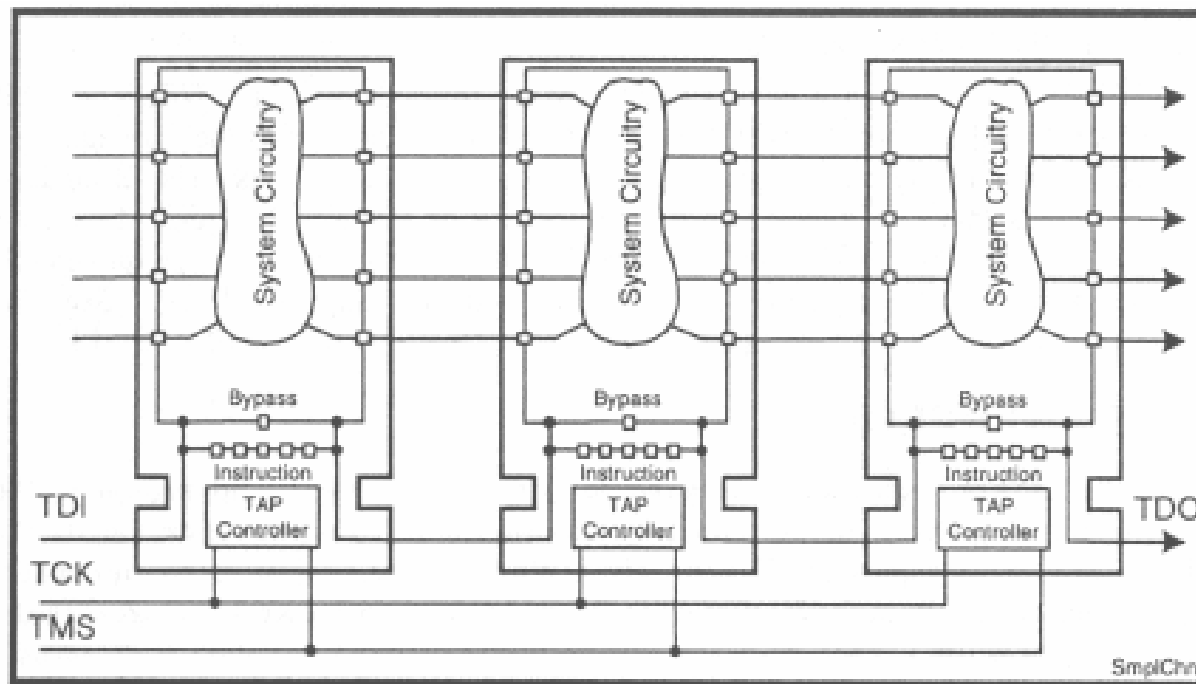 System Circuitry
System Circuitry
System Circuitry
Bypass
Bypass
Bypass
Instruction
Instruction
Instruction
TDI
TAP
Controller
TAP
Controller
TAP
Controller
TDO
TCK
TMS
SmplChn